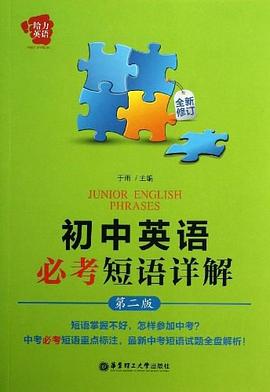 给力
英语
全新
修订
于雨／主编
JUNIOR ENGLISH
PHRASES
初中英语
必考短语详解
第二版
短语掌握不好，怎样参加中考？
中考必考短语重点标注，最新中考短语试题全盘解析！
华东理工大学出版社